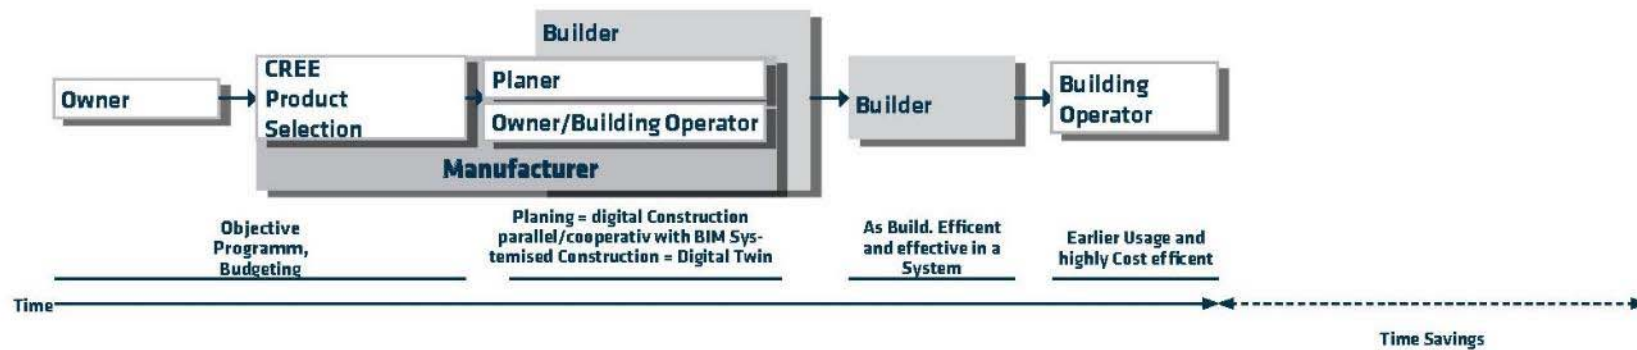 Builder
Owner
CREE
Product
Selection
Planer
Owner/Building Operator
Manufacturer
Builder
Building
Operator
Objective
Programm,
Budgeting
Planing = digital Construction
parallel/cooperativ with BIM Sys-
temised Construction = Digital Twin
As Build. Efficent
and effective in a
System
Earlier Usage and
highly Cost efficent
Time
Time Savings